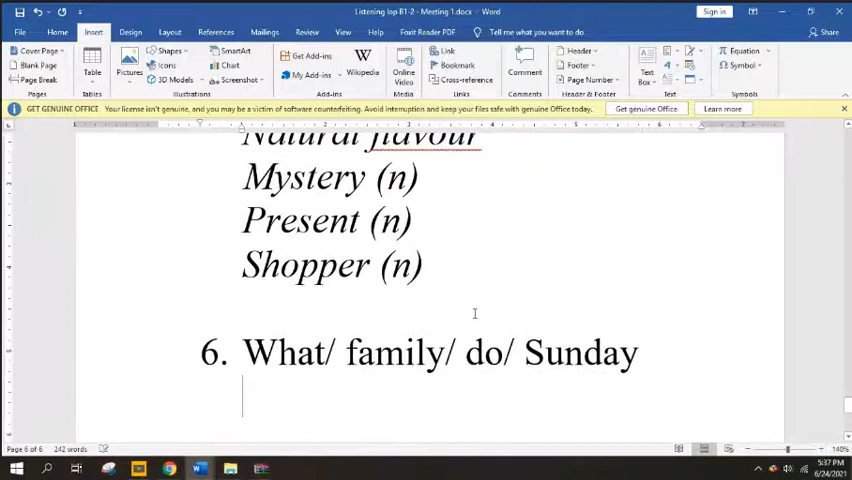 Listening lop B1-2 - Meeting 1.docx - Word
Sign in
File Home Insert Design Layout References Mailings Review View Help Foxit Reader PDF Tell me what you want to do Share
Cover Page
Blank Page
Page Break
Pages
Table
Tables
Pictures
Shapes
Icons
3D Models
SmartArt
Chart
Screenshot
Illustrations
Get Add-ins
My Add-ins
Wikipedia
Add-ins
Online Video
Media
Link
Bookmark
Cross-reference
Links
Comment
Comments
Header
Footer
Page Number
Header & Footer
Text Box
Text
Equation
Symbol
Symbols
GET GENUINE OFFICE Your license isn't genuine, and you may be a victim of software counterfeiting. Avoid interruption and keep your files safe with genuine Office today. Get genuine Office Learn more
Natural flavour
Mystery (n)
Present (n)
Shopper (n)
6. What/ family/ do/ Sunday
Page 6 of 6 242 words
140%
5:37 PM
6/24/2021